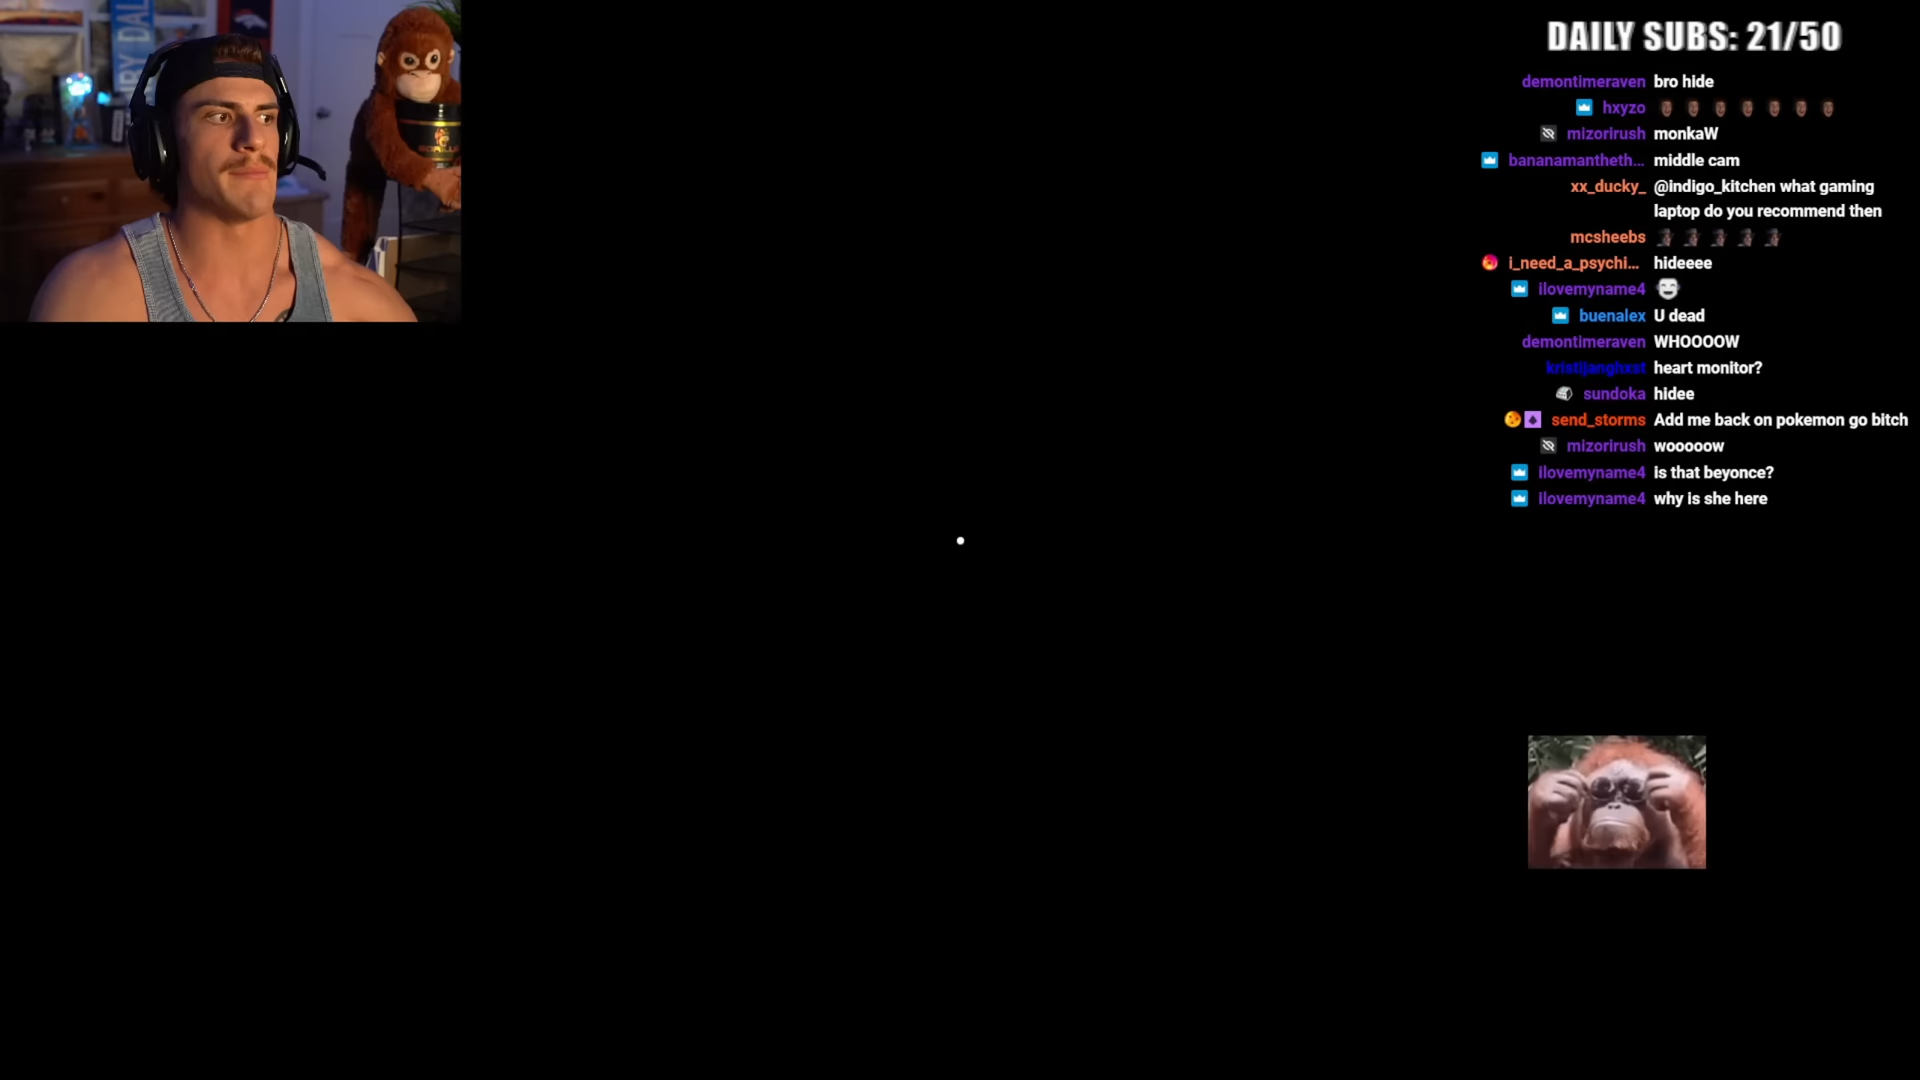 DAILY SUBS: 21/50
demontimeraven bro hide
hxyzo
mizorirush monkaW
bananamantheth... middle cam
xx_ducky_ @indigo_kitchen what gaming
laptop do you recommend then
mcsheebs
i_need_a_psychi... hideeee
ilovemyname4
buenalex U dead
demontimeraven WHOOOOW
kristijanghxst heart monitor?
sundoka hidee
send_storms Add me back on pokemon go bitch
mizorirush wooooow
ilovemyname4 is that beyonce?
ilovemyname4 why is she here